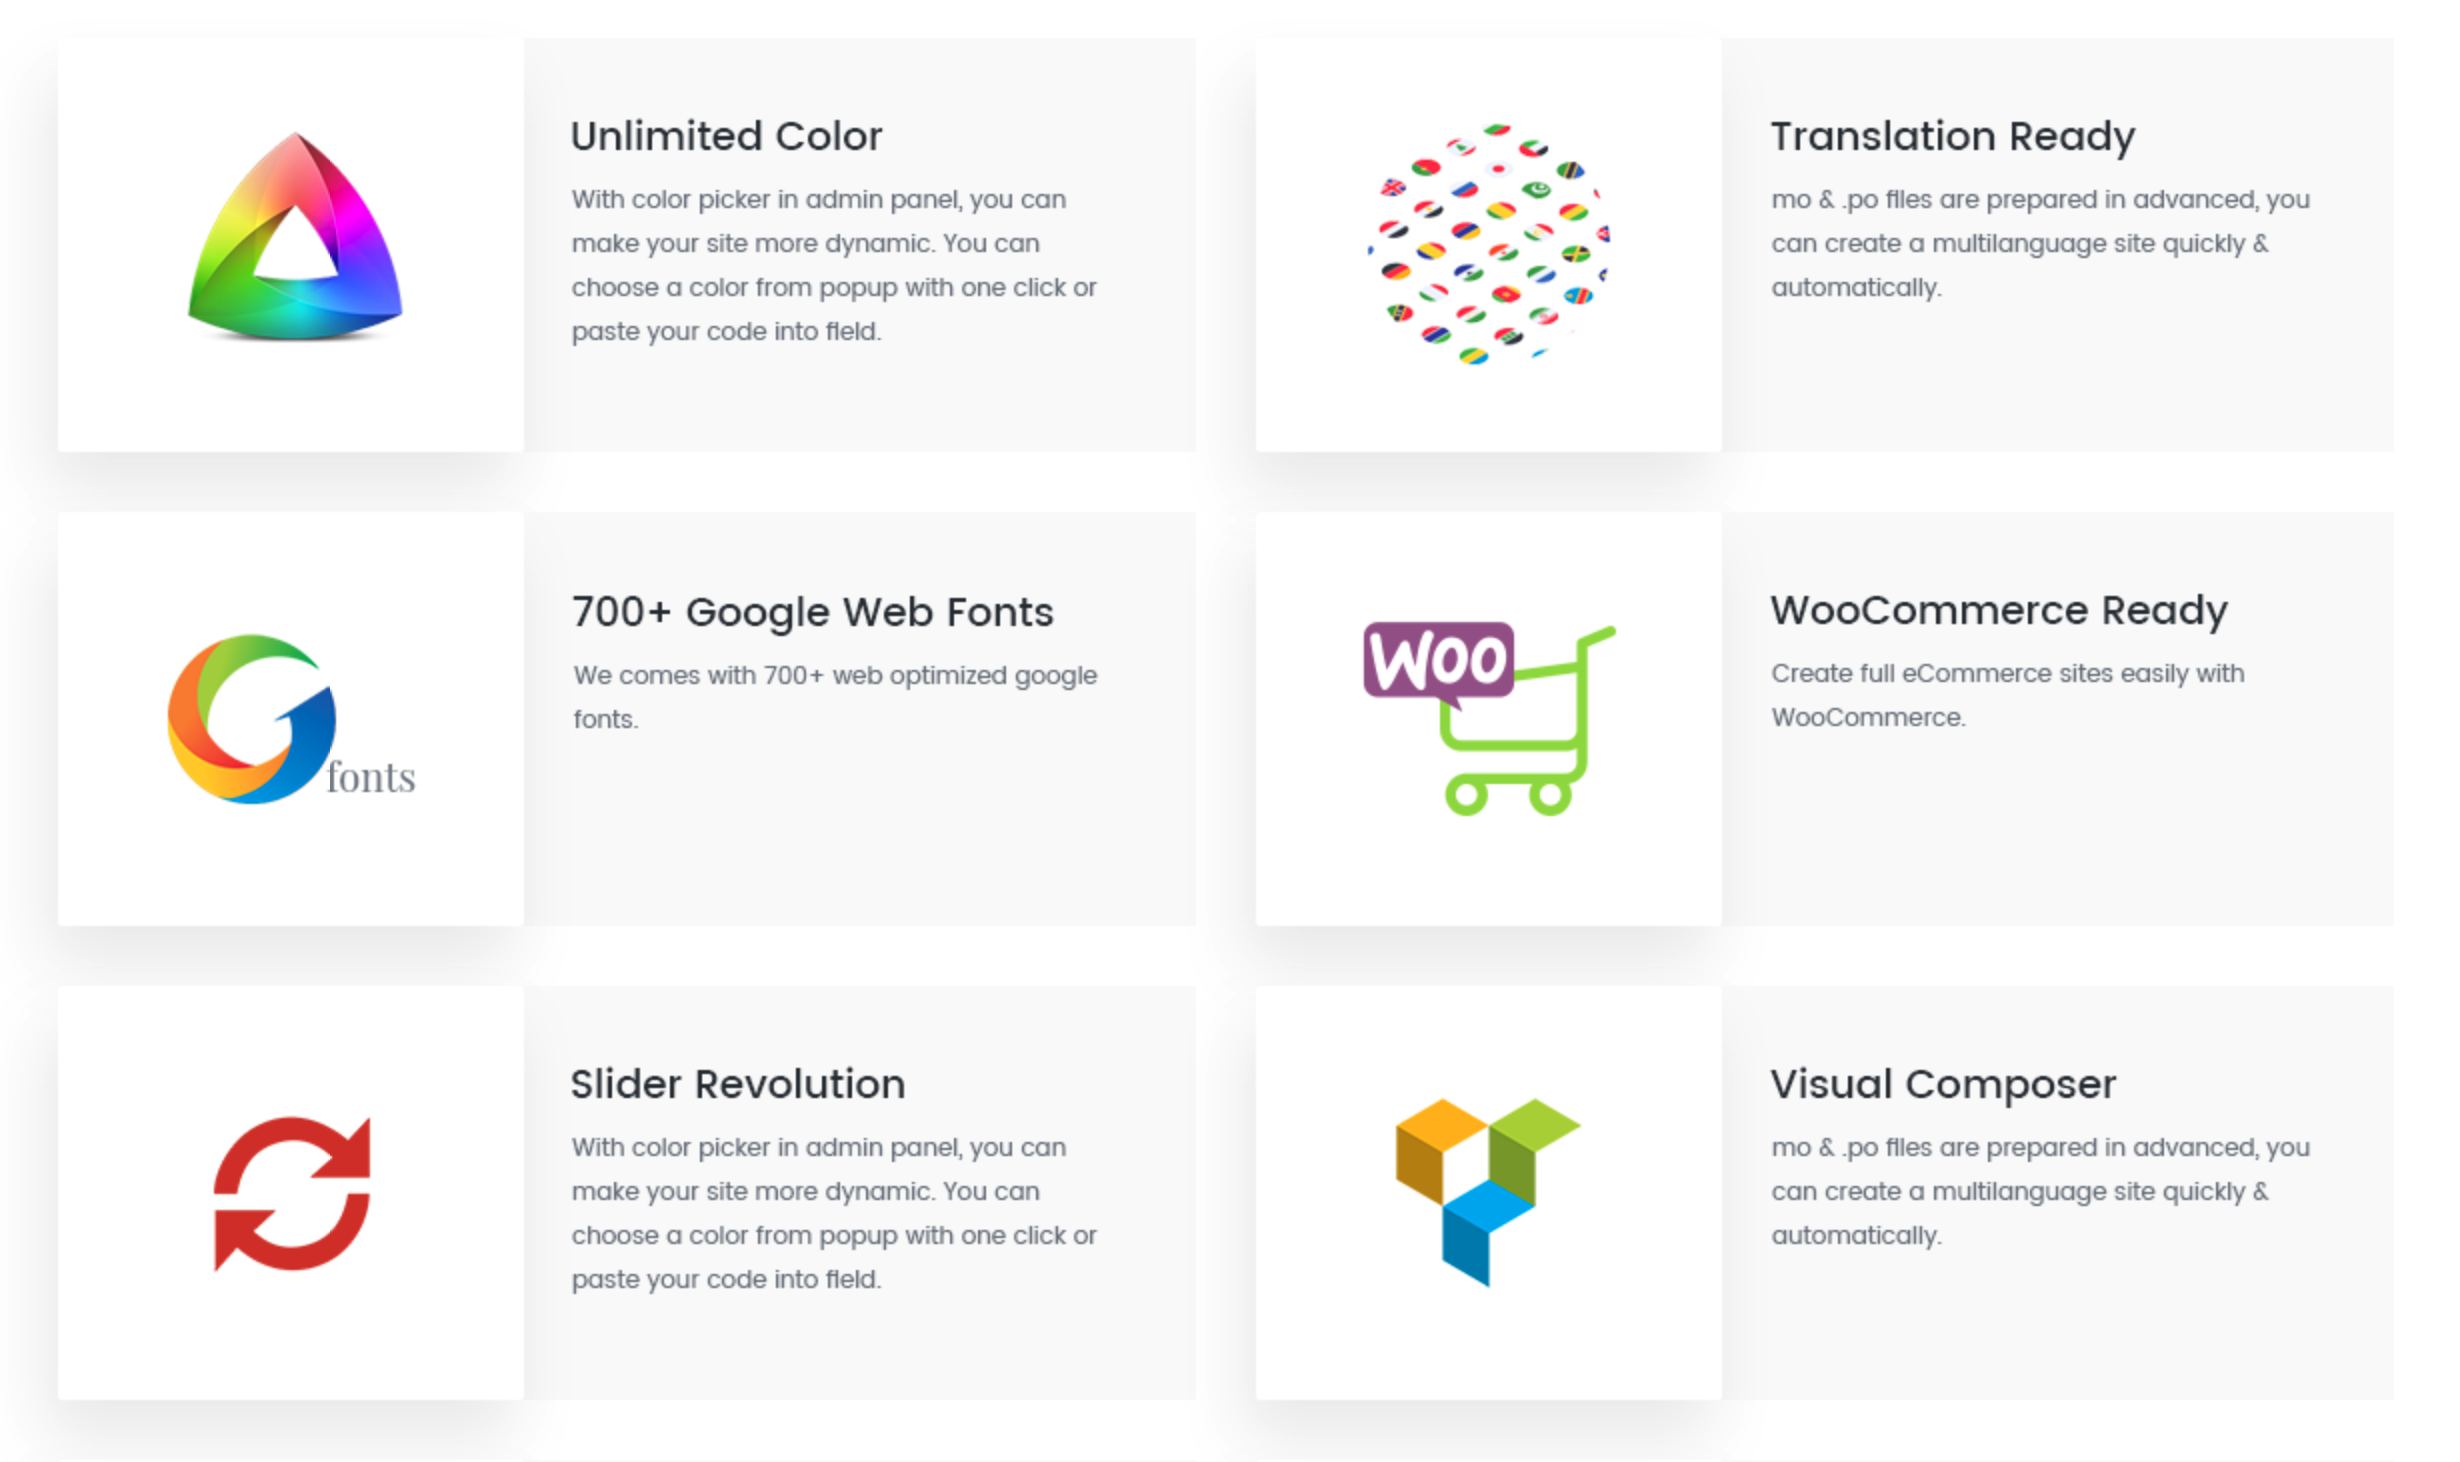 Unlimited Color
With color picker in admin panel, you can
make your site more dynamic. You can
choose a color from popup with one click or
paste your code into field.
Translation Ready
mo & .po files are prepared in advanced, you
can create a multilanguage site quickly &
automatically.
fonts
700+ Google Web Fonts
We comes with 700+ web optimized google
fonts.
WOO
WooCommerce Ready
Create full eCommerce sites easily with
WooCommerce.
Slider Revolution
With color picker in admin panel, you can
make your site more dynamic. You can
choose a color from popup with one click or
paste your code into field.
Visual Composer
mo & .po files are prepared in advanced, you
can create a multilanguage site quickly &
automatically.